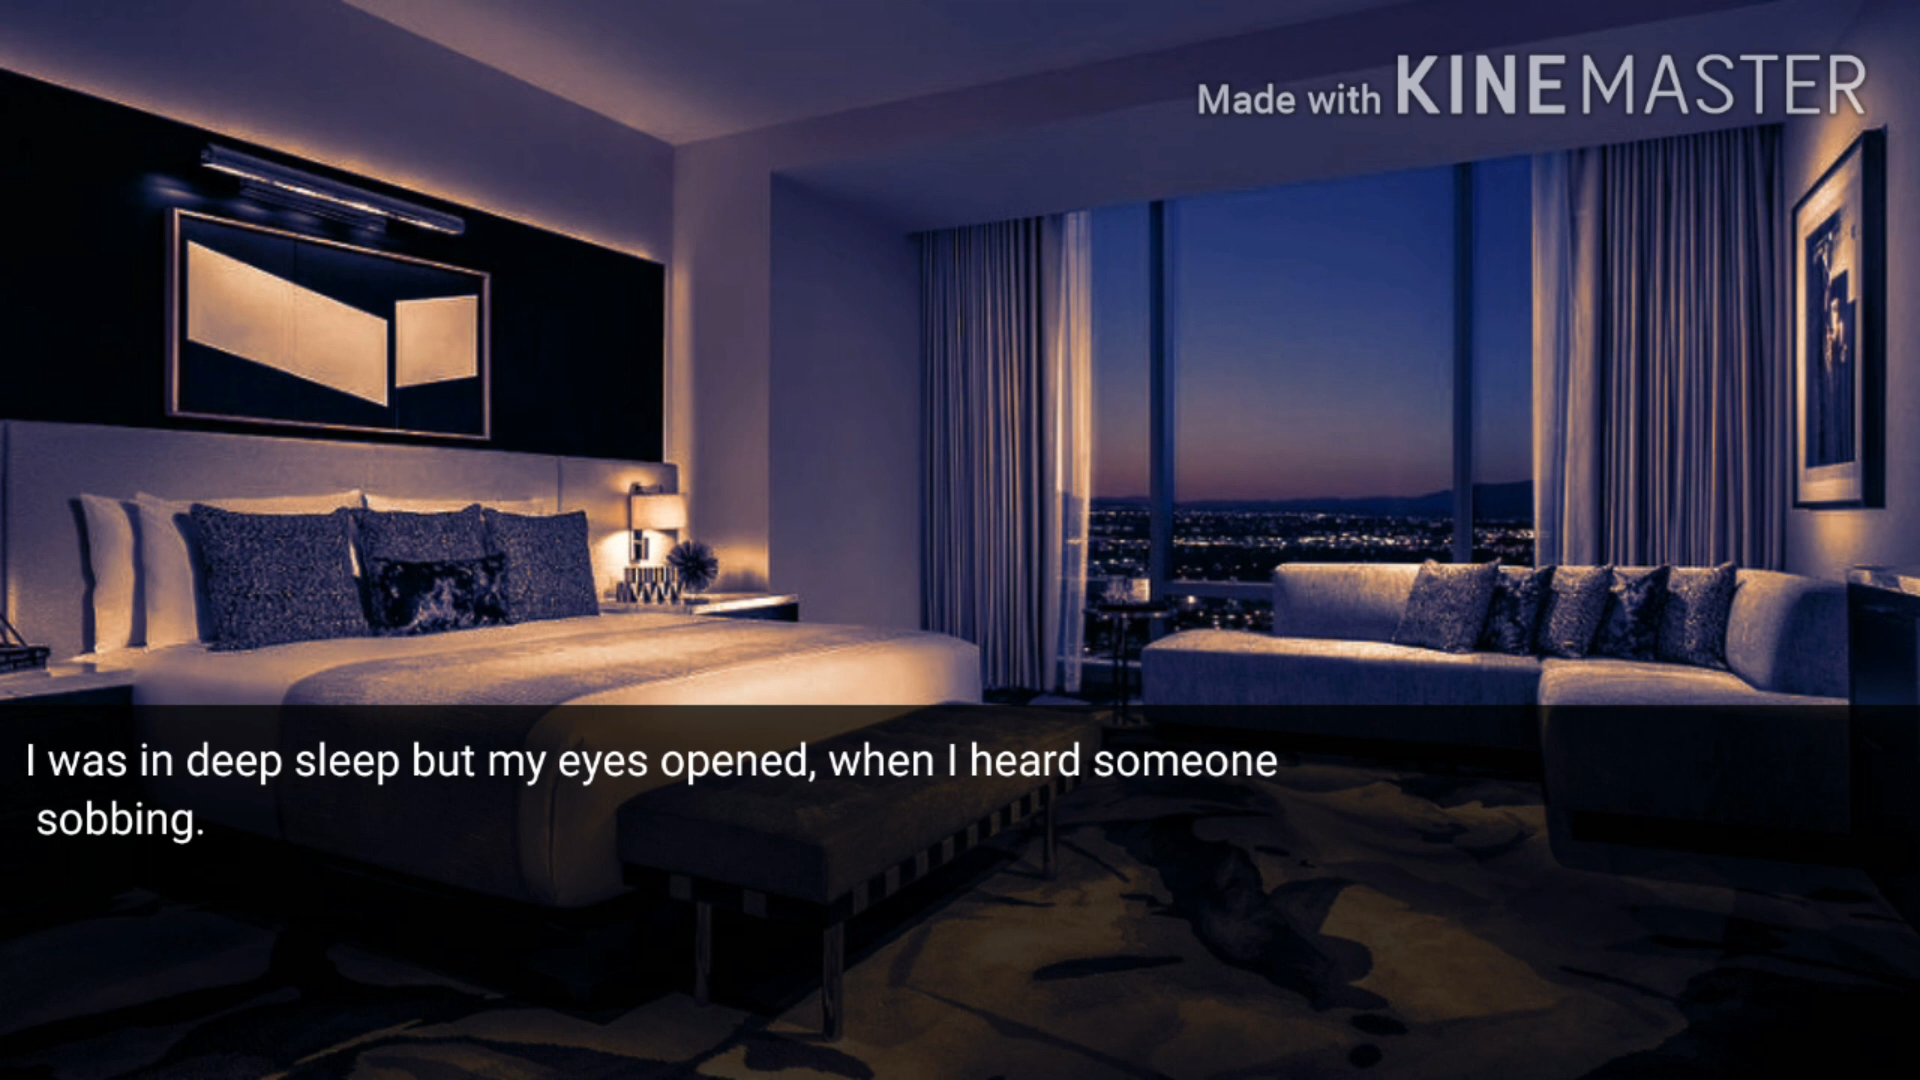 Made with KINEMASTER
I was in deep sleep but my eyes opened, when I heard someone
sobbing.